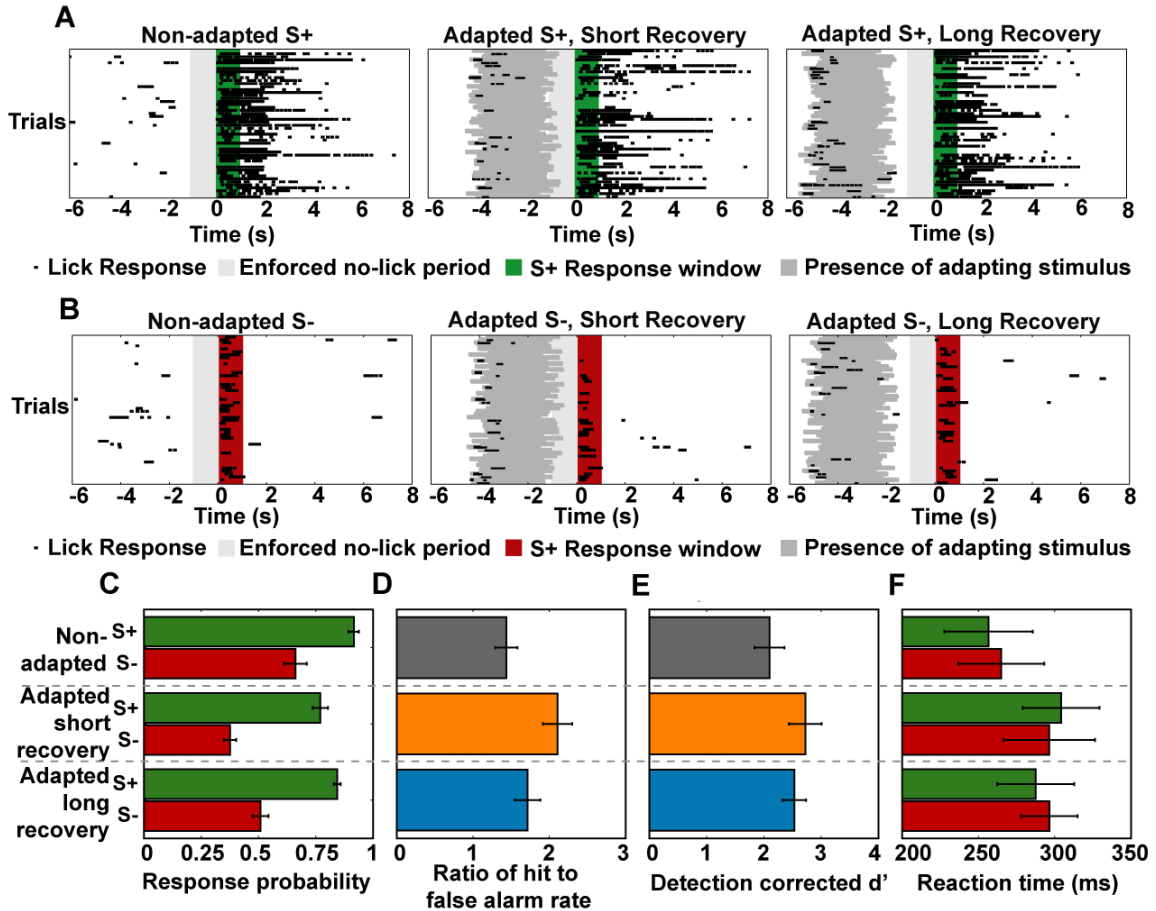 A
Non-adapted S+
Adapted S+, Short Recovery
Adapted S+, Long Recovery
Trials
-6 -4 -2 0 2 4 6 8
-6 -4 -2 0 2 4 6 8
-6 -4 -2 0 2 4 6 8
Time (s)
Time (s)
Time (s)
Lick Response
Enforced no-lick period
S+ Response window
Presence of adapting stimulus
B
Non-adapted S-
Adapted S-, Short Recovery
Adapted S-, Long Recovery
Trials
-6 -4 -2 0 2 4 6 8
-6 -4 -2 0 2 4 6 8
-6 -4 -2 0 2 4 6 8
Time (s)
Time (s)
Time (s)
Lick Response
Enforced no-lick period
S+ Response window
Presence of adapting stimulus
C
Non-
adapted
S+
S-
Adapted
short
recovery
S+
S-
Adapted
long
recovery
S+
S-
0 0.25 0.5 0.75 1
Response probability
D
0 1 2 3
Ratio of hit to
false alarm rate
E
0 1 2 3 4
Detection corrected d'
F
200 250 300 350
Reaction time (ms)